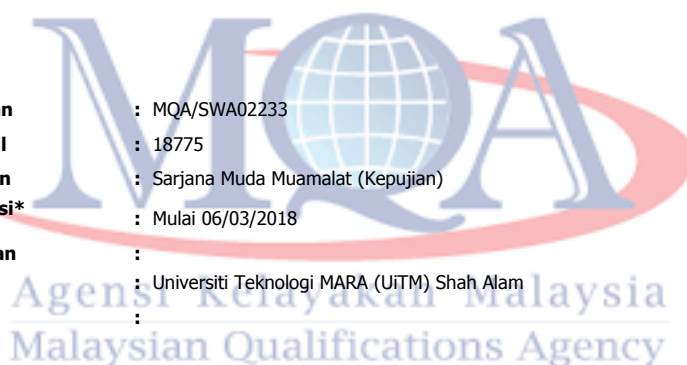 MQA
an : MQA/SWA02233
l : 18775
n : Sarjana Muda Muamalat (Kepujian)
si* : Mulai 06/03/2018
an :
: Universiti Teknologi MARA (UiTM) Shah Alam
:
Agensi Kelayakan Malaysia
Malaysian Qualifications Agency